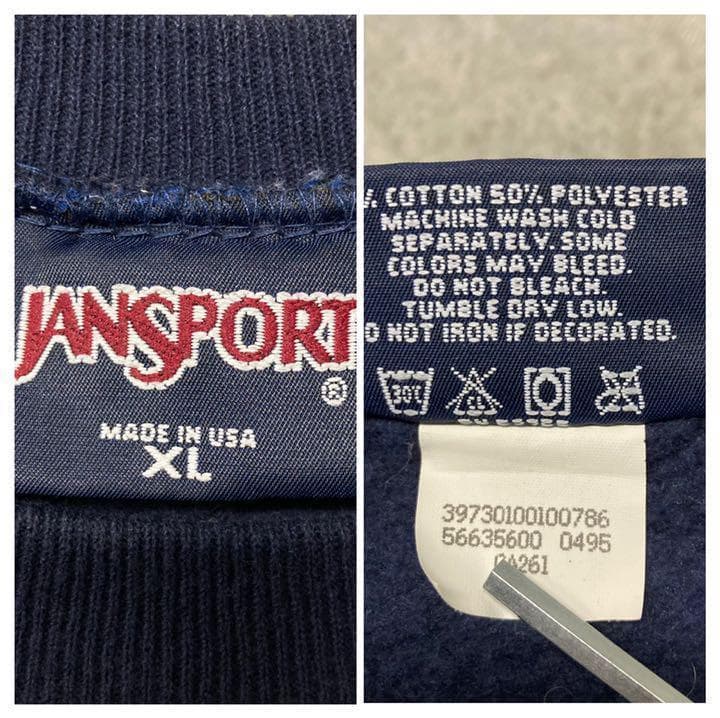 JANSPORT
®
MADE IN USA
XL
% COTTON 50% POLYESTER
MACHINE WASH COLD
SEPARATELY. SOME
COLORS MAY BLEED.
DO NOT BLEACH.
TUMBLE DRY LOW.
DO NOT IRON IF DECORATED.
30C
39730100100786
56635600 0495